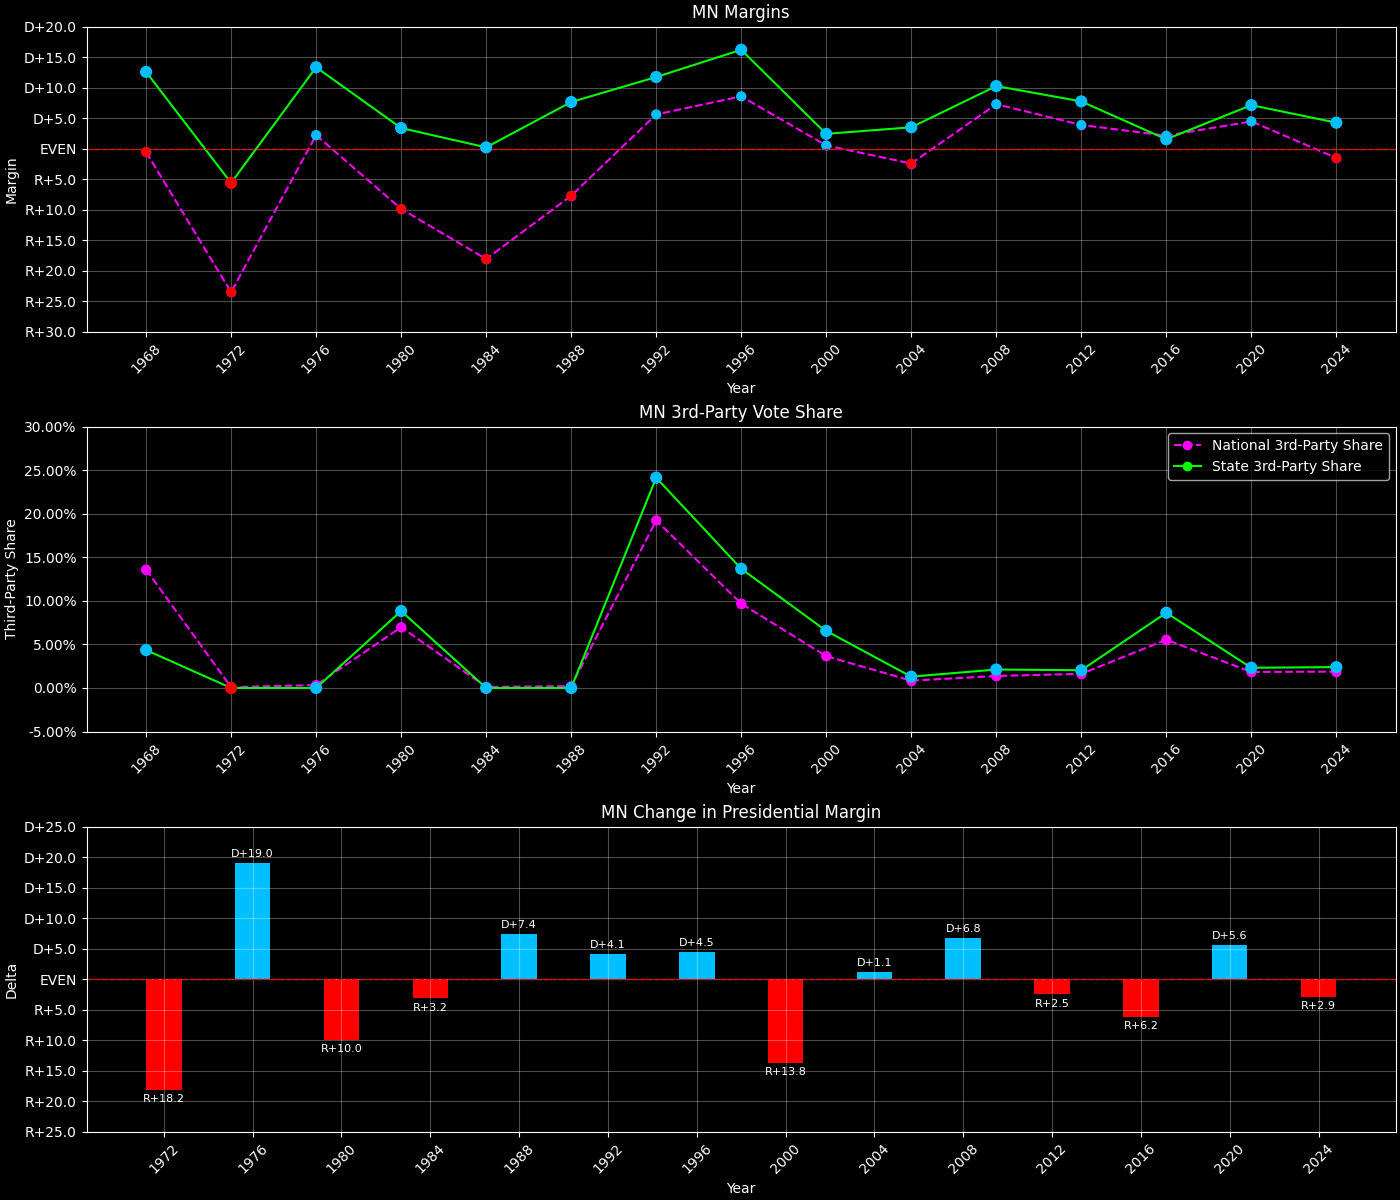 MN Margins
D+20.0
D+15.0
D+10.0
D+5.0
EVEN
R+5.0
R+10.0
R+15.0
R+20.0
R+25.0
R+30.0
Margin
1968 1972 1976 1980 1984 1988 1992 1996 2000 2004 2008 2012 2016 2020 2024
Year
MN 3rd-Party Vote Share
30.00%
25.00%
20.00%
15.00%
10.00%
5.00%
0.00%
-5.00%
Third-Party Share
National 3rd-Party Share
State 3rd-Party Share
1968 1972 1976 1980 1984 1988 1992 1996 2000 2004 2008 2012 2016 2020 2024
Year
MN Change in Presidential Margin
D+25.0
D+20.0
D+15.0
D+10.0
D+5.0
EVEN
R+5.0
R+10.0
R+15.0
R+20.0
R+25.0
Delta
R+18.2
D+19.0
R+10.0
R+3.2
D+7.4
D+4.1
D+4.5
R+13.8
D+1.1
D+6.8
R+2.5
R+6.2
D+5.6
R+2.9
1972 1976 1980 1984 1988 1992 1996 2000 2004 2008 2012 2016 2020 2024
Year